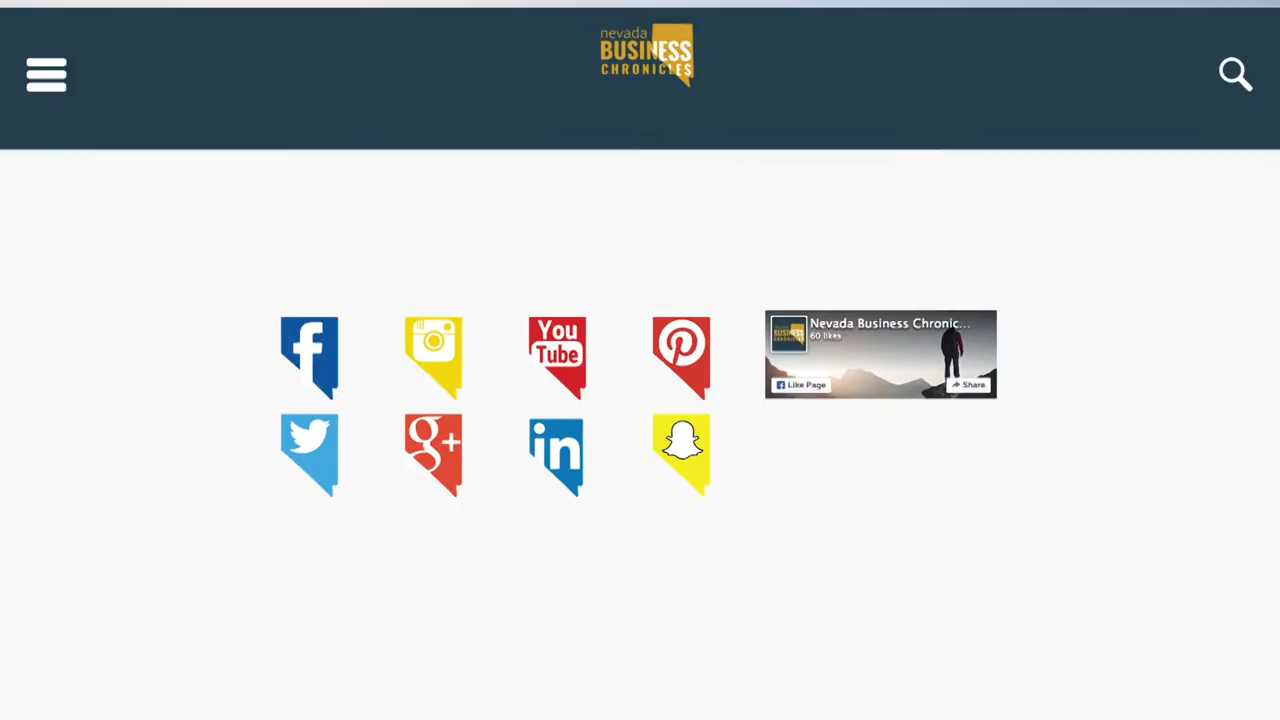 nevada
BUSINESS
CHRONICLES
You
Tube
Nevada Business Chronic...
60 likes
Like Page
Share
g+
in